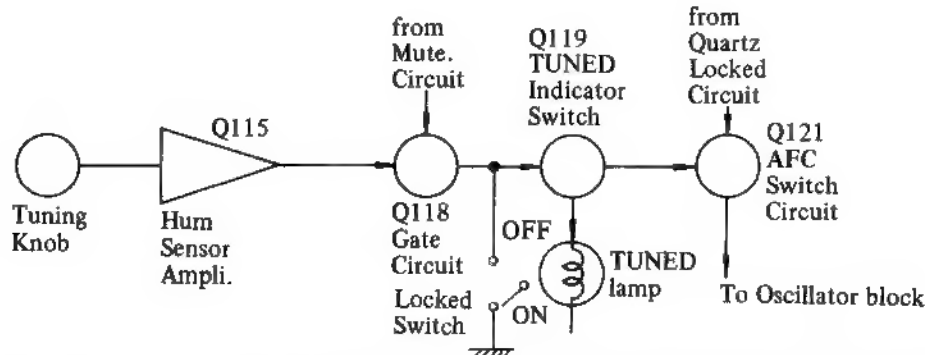 from
Mute.
Circuit
Q119
TUNED
Indicator
Switch
from
Quartz
Locked
Circuit
Q115
Q121
AFC
Switch
Circuit
Tuning
Knob
Hum
Sensor
Ampli.
Q118
Gate
Circuit
OFF
Locked
Switch
ON
TUNED
lamp
To Oscillator block